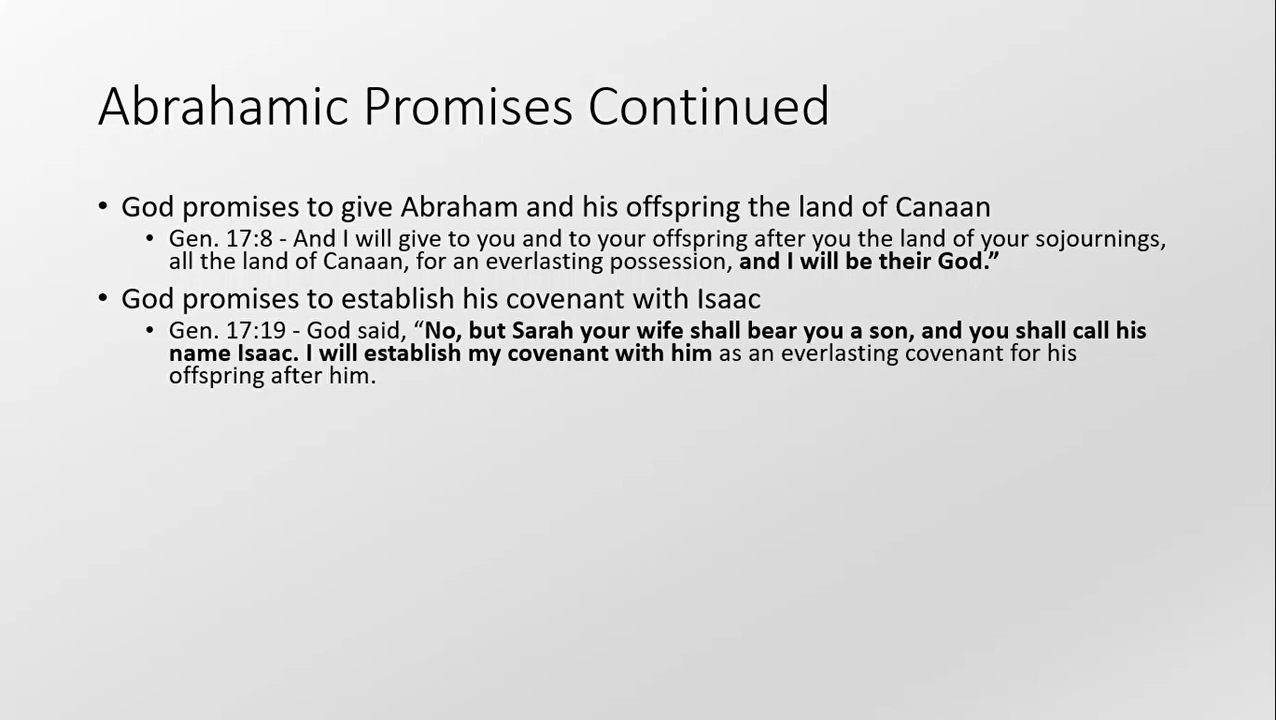 Abrahamic Promises Continued
• God promises to give Abraham and his offspring the land of Canaan
• Gen. 17:8 - And I will give to you and to your offspring after you the land of your sojournings,
all the land of Canaan, for an everlasting possession, and I will be their God.”
• God promises to establish his covenant with Isaac
• Gen. 17:19 - God said, “No, but Sarah your wife shall bear you a son, and you shall call his
name Isaac. I will establish my covenant with him as an everlasting covenant for his
offspring after him.